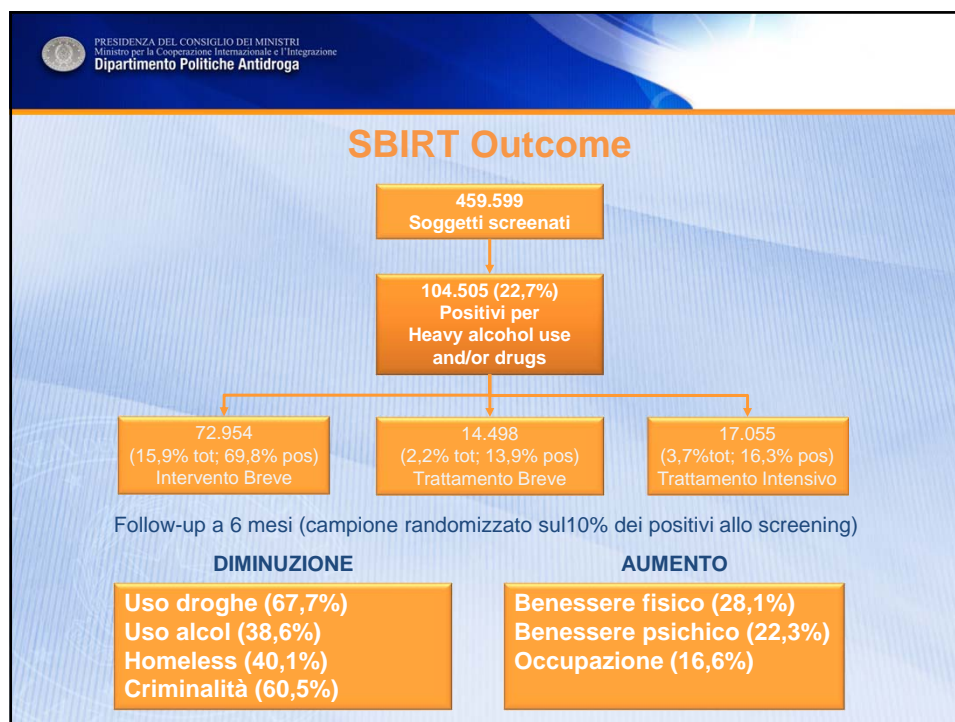 PRESIDENZA DEL CONSIGLIO DEI MINISTRI
Ministro per la Cooperazione Internazionale e l'Integrazione
Dipartimento Politiche Antidroga
SBIRT Outcome
459.599
Soggetti screenati
104.505 (22,7%)
Positivi per
Heavy alcohol use
and/or drugs
72.954
(15,9% tot; 69,8% pos)
Intervento Breve
14.498
(2,2% tot; 13,9% pos)
Trattamento Breve
17.055
(3,7%tot; 16,3% pos)
Trattamento Intensivo
Follow-up a 6 mesi (campione randomizzato sul10% dei positivi allo screening)
DIMINUZIONE
Uso droghe (67,7%)
Uso alcol (38,6%)
Homeless (40,1%)
Criminalità (60,5%)
AUMENTO
Benessere fisico (28,1%)
Benessere psichico (22,3%)
Occupazione (16,6%)